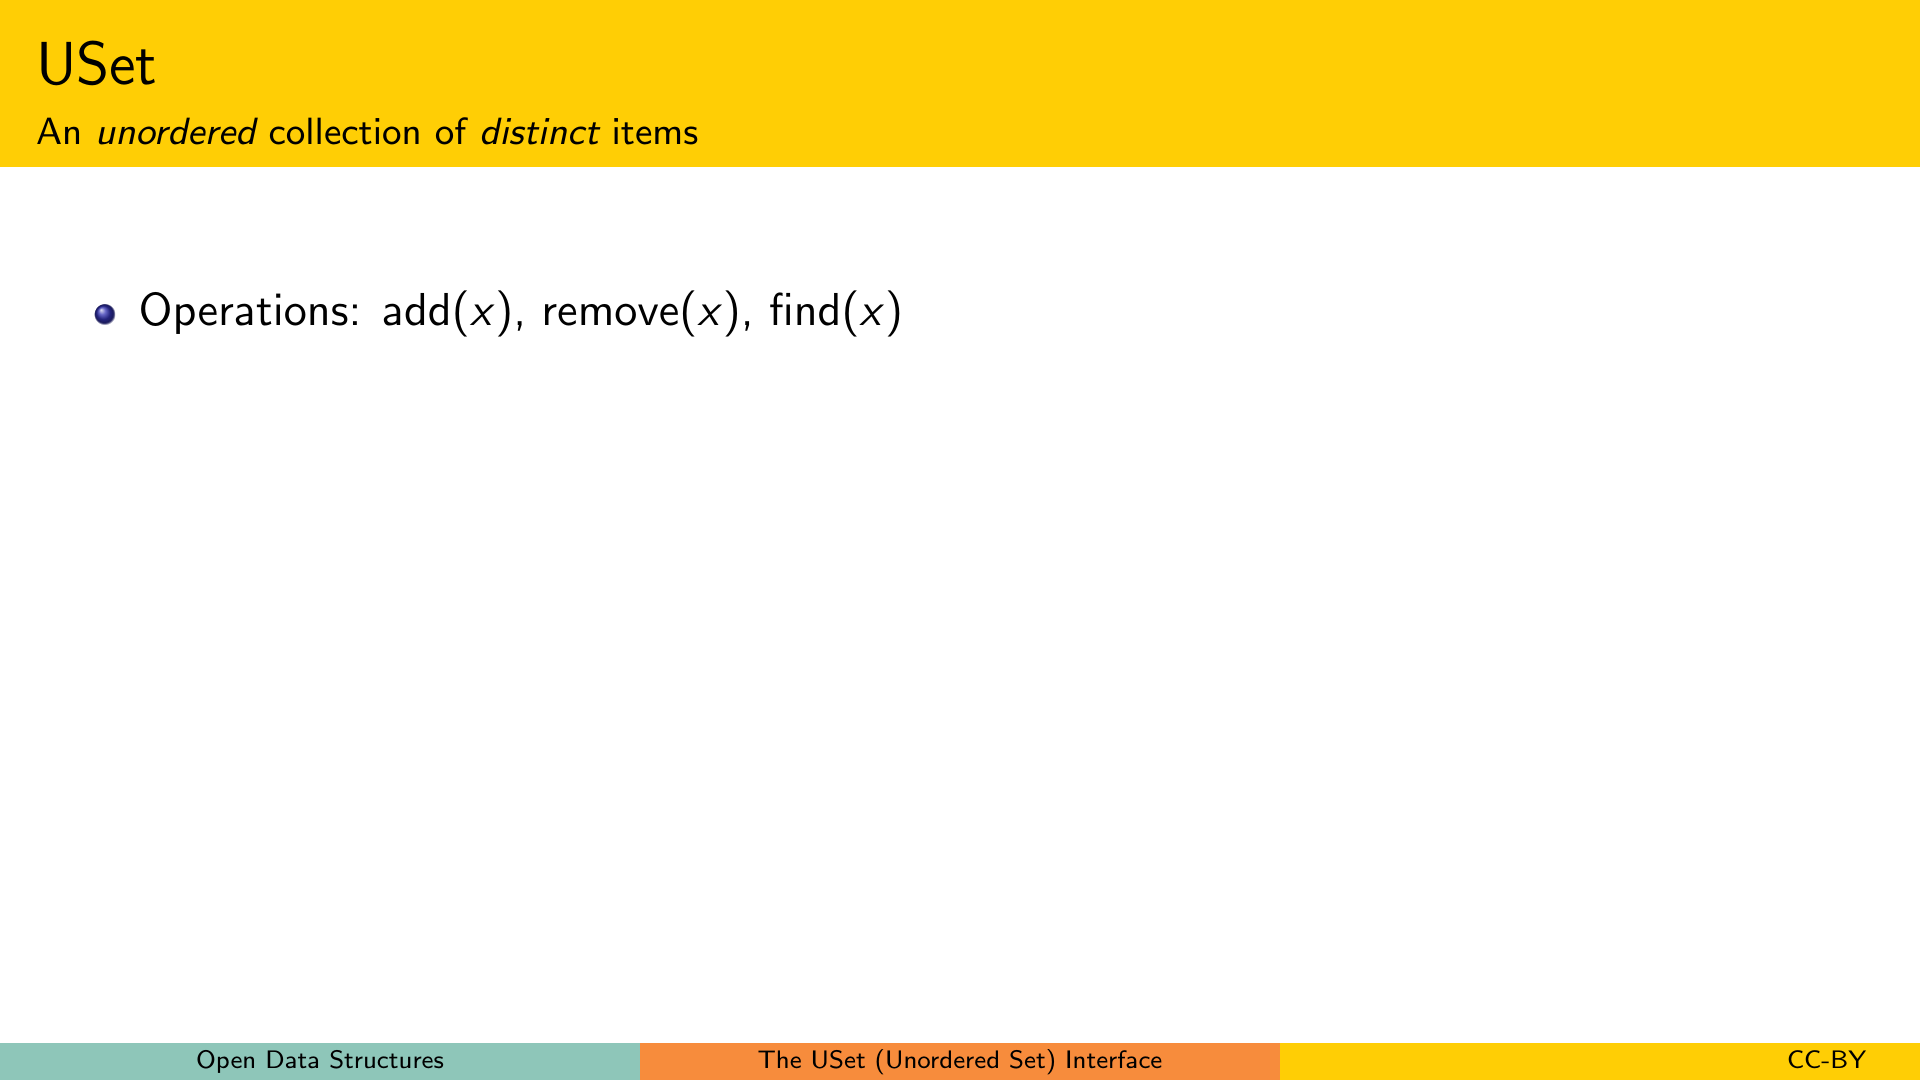 USet
An unordered collection of distinct items
Operations: add(x), remove(x), find(x)
Open Data Structures
The USet (Unordered Set) Interface
CC-BY